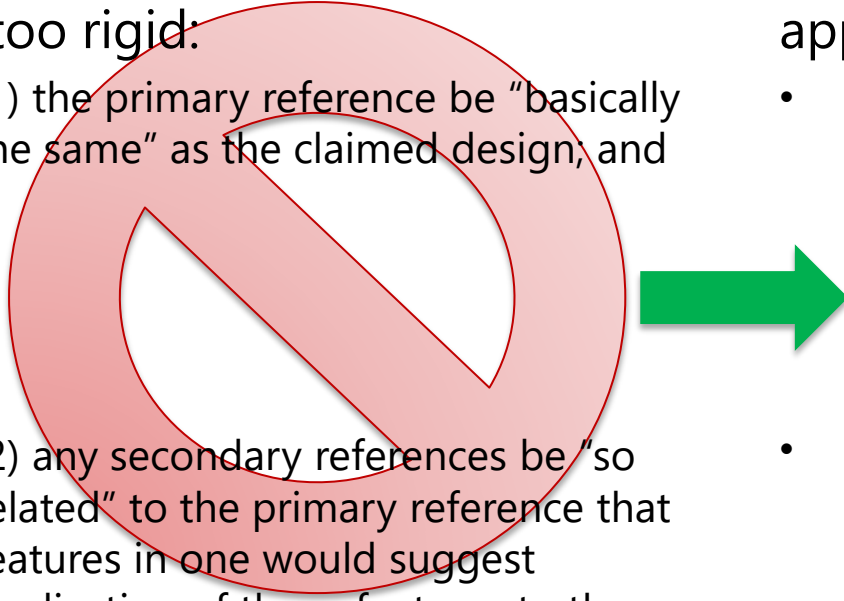 too rigid:
) the primary reference be “basically
he same” as the claimed design; and
2) any secondary references be “so
elated” to the primary reference that
eatures in one would suggest
app
•
•